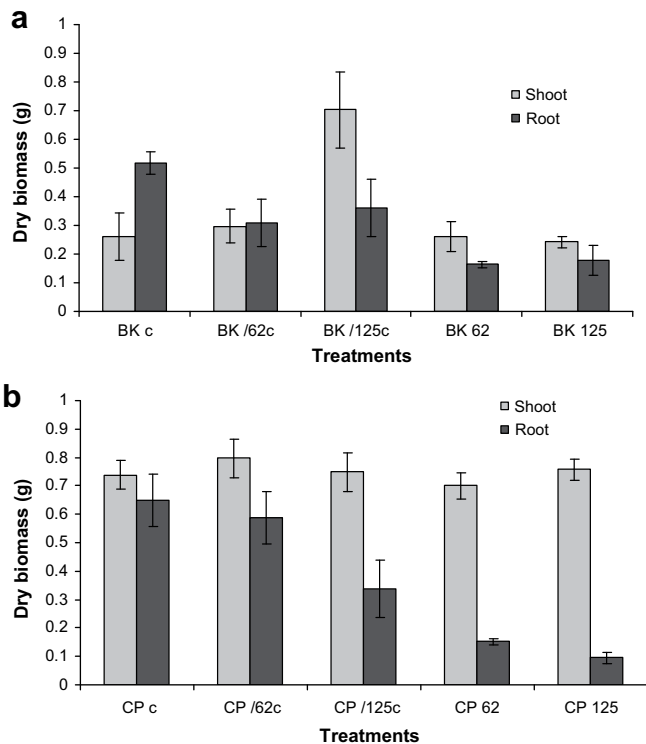 a
1
0.9
0.8
0.7
0.6
0.5
0.4
0.3
0.2
0.1
0
Dry biomass (g)
Shoot
Root
BK c BK /62c BK /125c BK 62 BK 125
Treatments
b
1
0.9
0.8
0.7
0.6
0.5
0.4
0.3
0.2
0.1
0
Dry biomass (g)
Shoot
Root
CP c CP /62c CP /125c CP 62 CP 125
Treatments